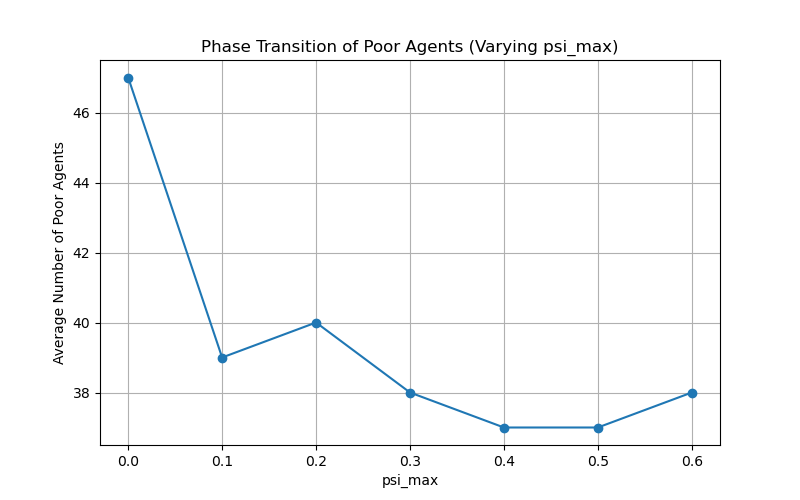 Phase Transition of Poor Agents (Varying psi_max)
Average Number of Poor Agents
46
44
42
40
38
0.0 0.1 0.2 0.3 0.4 0.5 0.6
psi_max